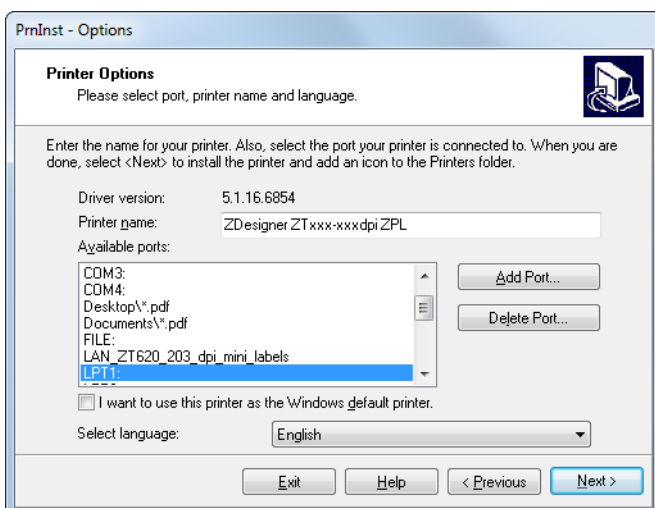 PrnInst - Options
Printer Options
Please select port, printer name and language.
Enter the name for your printer. Also, select the port your printer is connected to. When you are
done, select <Next> to install the printer and add an icon to the Printers folder.
Driver version: 5.1.16.6854
Printer name: ZDesigner ZTxxx-xxxdpi ZPL
Available ports:
COM3:
COM4:
Desktop\*.pdf
Documents\*.pdf
FILE:
LAN_ZT620_203_dpi_mini_labels
LPT1:
Add Port...
Delete Port...
I want to use this printer as the Windows default printer.
Select language: English
Exit Help < Previous Next >